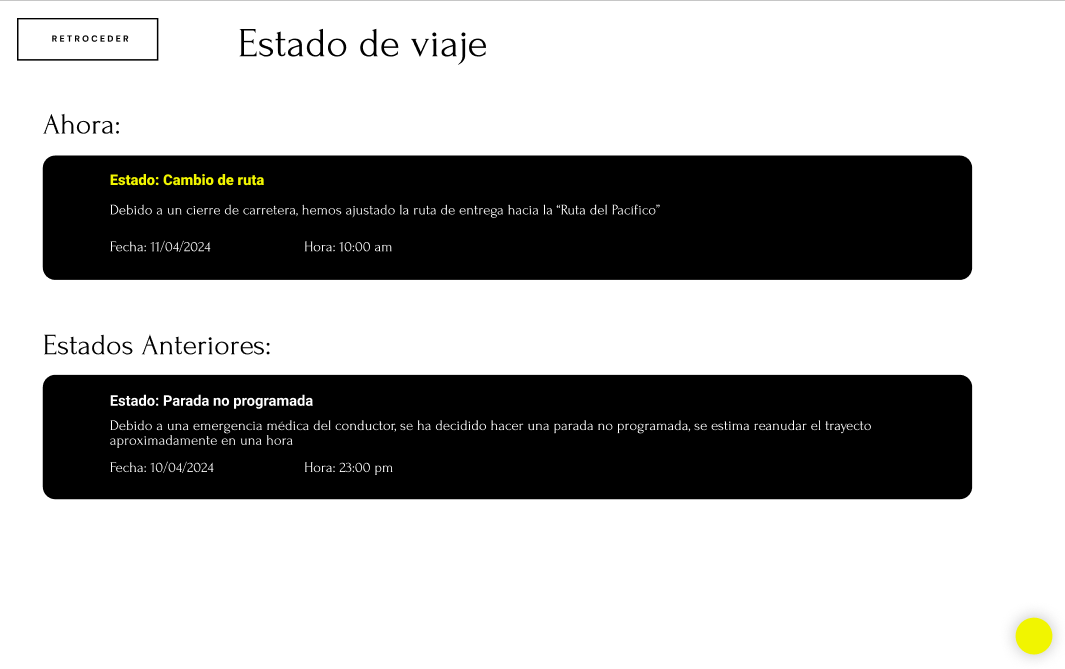 RETROCEDER
Estado de viaje
Ahora:
Estado: Cambio de ruta
Debido a un cierre de carretera, hemos ajustado la ruta de entrega hacia la “Ruta del Pacífico”
Fecha: 11/04/2024 Hora: 10:00 am
Estados Anteriores:
Estado: Parada no programada
Debido a una emergencia médica del conductor, se ha decidido hacer una parada no programada, se estima reanudar el trayecto
aproximadamente en una hora
Fecha: 10/04/2024 Hora: 23:00 pm